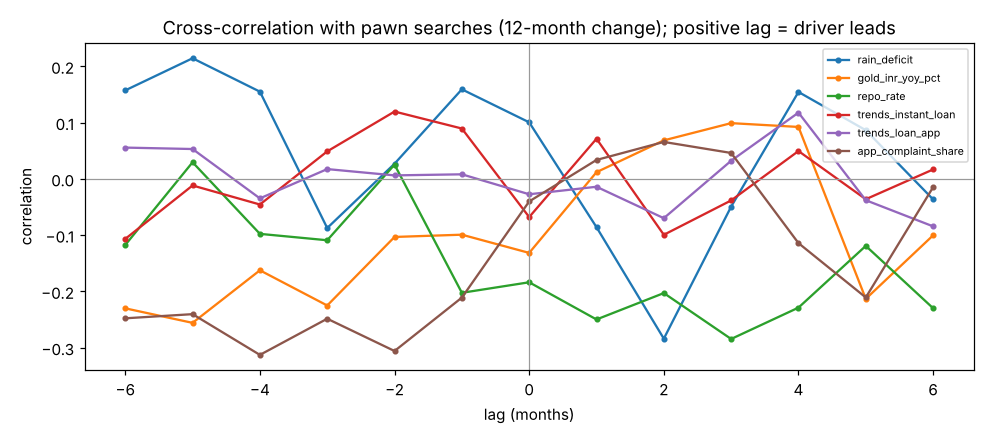 Cross-correlation with pawn searches (12-month change); positive lag = driver leads
correlation
0.2
0.1
0.0
−0.1
−0.2
−0.3
rain_deficit
gold_inr_yoy_pct
repo_rate
trends_instant_loan
trends_loan_app
app_complaint_share
−6 −4 −2 0 2 4 6
lag (months)